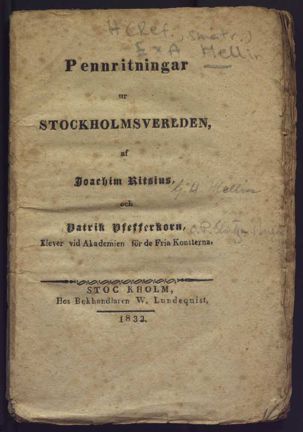 Pennritningar
ur
STOCKHOLMSVERLDEN,
af
Joachim Ritsius,
och
Patrik Pfefferkorn,
Elever vid Akademien för de Fria Konsterna.
STOCKHOLM,
Hos Bokhandlaren W. Lundequist,
1832.